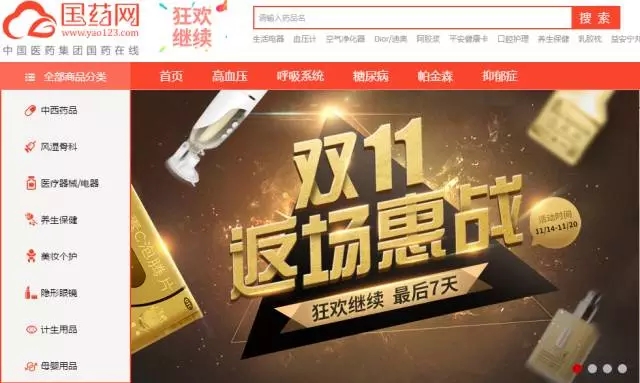 国药网
www.yao123.com
中国医药集团国药在线
狂欢
继续
请输入药品名
搜 索
生活电器 血压计 空气净化器 Dior/迪奥 阿胶浆 平安健康卡 口腔护理 养生保健 乳胶枕 益安宁丸
全部商品分类
首页 高血压 呼吸系统 糖尿病 帕金森 抑郁症
中西药品
风湿骨科
医疗器械/电器
养生保健
美妆个护
隐形眼镜
计生用品
母婴用品
双11
返场惠战
活动时间
11/14-11/20
狂欢继续 最后7天
C泡腾片